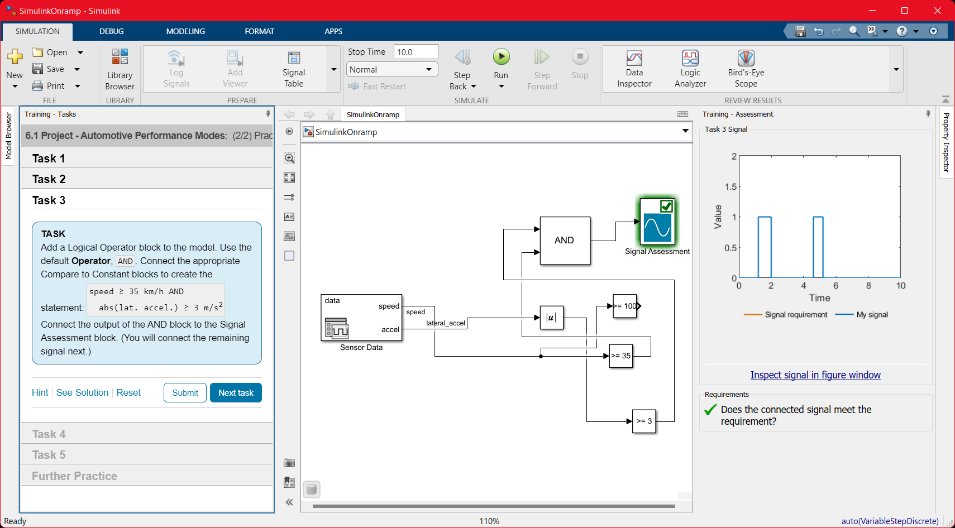 SimulinkOnramp - Simulink
SIMULATION DEBUG MODELING FORMAT APPS
New
Open
Save
Print
FILE
Library Browser
LIBRARY
Log Signals
Add Viewer
Signal Table
PREPARE
Stop Time 10.0
Normal
Fast Restart
Step Back
Run
Step Forward
Stop
SIMULATE
Data Inspector
Logic Analyzer
Bird's-Eye Scope
REVIEW RESULTS
Model Browser
Training - Tasks
6.1 Project - Automotive Performance Modes: (2/2) Prac
Task 1
Task 2
Task 3
TASK
Add a Logical Operator block to the model. Use the
default Operator, AND. Connect the appropriate
Compare to Constant blocks to create the
speed ≥ 35 km/h AND
statement: abs(lat. accel.) ≥ 3 m/s²
Connect the output of the AND block to the Signal
Assessment block. (You will connect the remaining
signal next.)
Hint | See Solution | Reset
Submit
Next task
Task 4
Task 5
Further Practice
SimulinkOnramp
SimulinkOnramp
data
speed
accel
Sensor Data
speed
lateral_accel
AND
Signal Assessment
|u|
>= 100
>= 35
>= 3
Training - Assessment
Task 3 Signal
2
1.5
1
0.5
0
Value
0 2 4 6 8 10
Time
Signal requirement My signal
Inspect signal in figure window
Requirements
Does the connected signal meet the
requirement?
Property Inspector
Ready
110%
auto(VariableStepDiscrete)